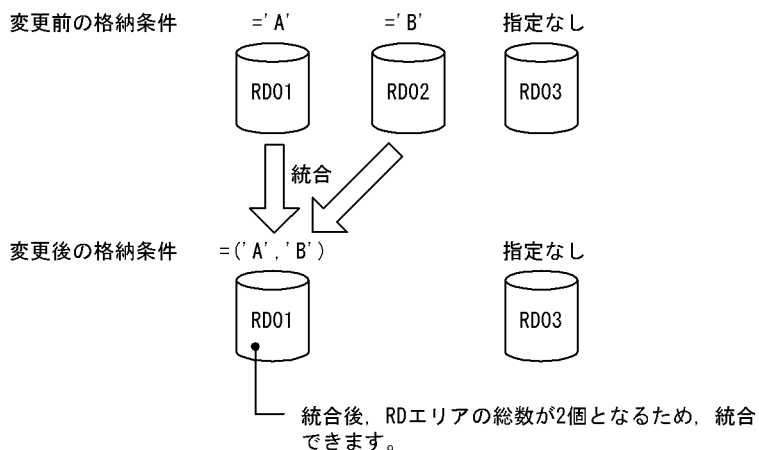 変更前の格納条件 ='A' ='B' 指定なし
RD01 RD02 RD03
統合
変更後の格納条件 =('A','B') 指定なし
RD01 RD03
統合後，RDエリアの総数が2個となるため，統合
できます。